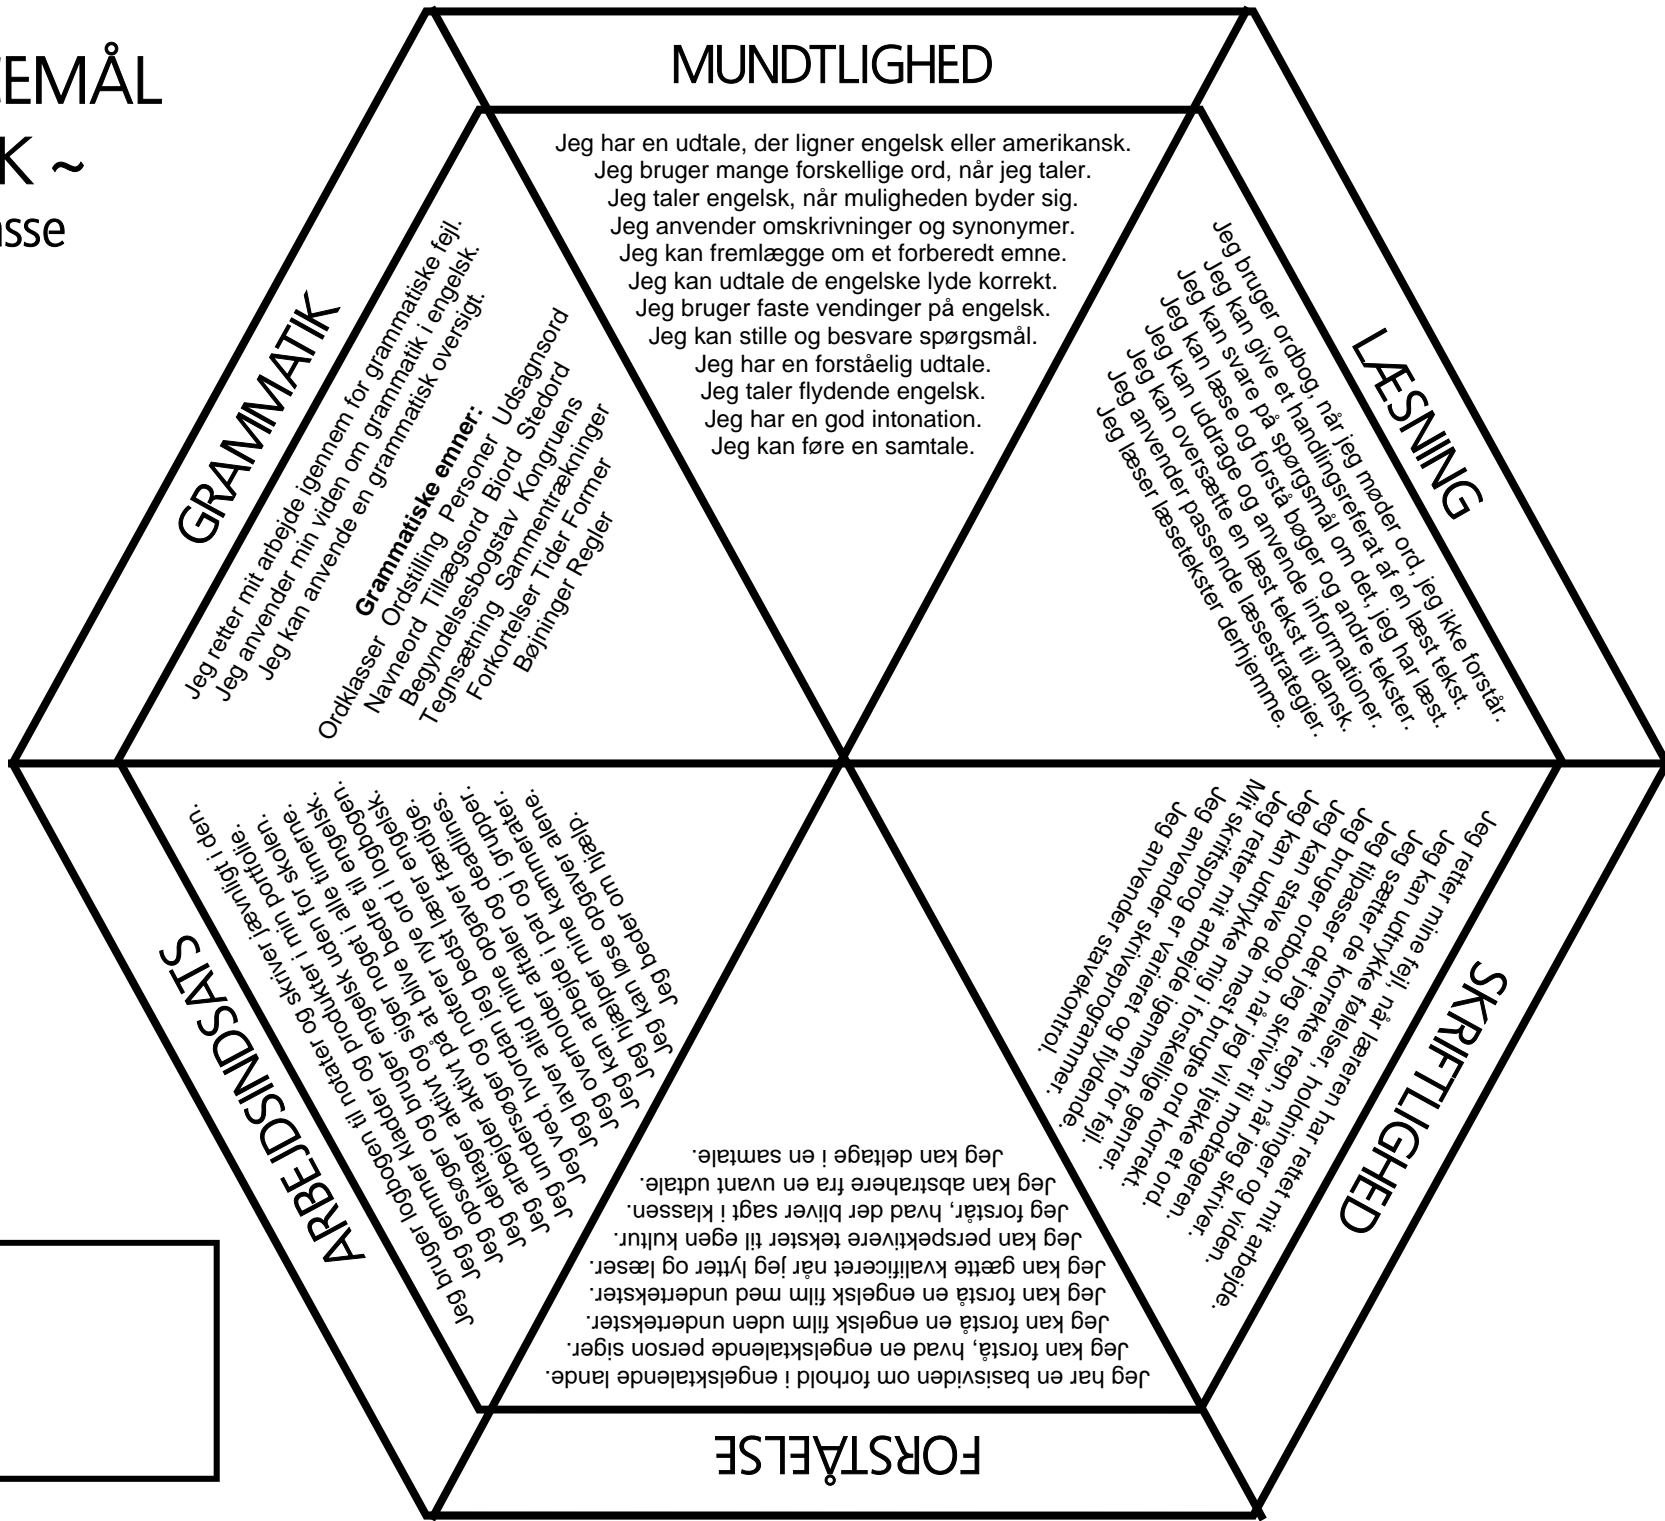 EMÅL
K ~
sse
MUNDTLIGHED
Jeg har en udtale, der ligner engelsk eller amerikansk.
Jeg bruger mange forskellige ord, når jeg taler.
Jeg taler engelsk, når muligheden byder sig.
Jeg anvender omskrivninger og synonymer.
Jeg kan fremlægge om et forberedt emne.
Jeg kan udtale de engelske lyde korrekt.
Jeg bruger faste vendinger på engelsk.
Jeg kan stille og besvare spørgsmål.
Jeg har en forståelig udtale.
Jeg taler flydende engelsk.
Jeg har en god intonation.
Jeg kan føre en samtale.
LÆSNING
Jeg bruger ordbog, når jeg møder ord, jeg ikke forstår.
Jeg kan give et handlingsreferat af en læst tekst.
Jeg kan svare på spørgsmål om det, jeg har læst.
Jeg kan læse og forstå bøger og andre tekster.
Jeg kan uddrage og anvende informationer.
Jeg kan oversætte en læst tekst til dansk.
Jeg anvender passende læsestrategier.
Jeg læser læsetekster derhjemme.
SKRIFTLIGHED
Jeg retter mine fejl, når læreren har rettet mit arbejde.
Jeg kan udtrykke følelser, holdninger og viden.
Jeg sætter de korrekte tegn, når jeg skriver.
Jeg tilpasser det jeg skriver til modtageren.
Jeg bruger ordbog, når jeg vil tjekke et ord.
Jeg kan stave de mest brugte ord korrekt.
Jeg kan udtrykke mig i forskellige genrer.
Jeg retter mit arbejde igennem for fejl.
Mit skriftsprog er varieret og flydende.
Jeg anvender skriveprogrammer.
Jeg anvender stavekontrol.
FORSTÅELSE
Jeg har en basisviden om forhold i engelsktalende lande.
Jeg kan forstå, hvad en engelsktalende person siger.
Jeg kan forstå en engelsk film uden undertekster.
Jeg kan forstå en engelsk film med undertekster.
Jeg kan gætte kvalificeret når jeg lytter og læser.
Jeg kan perspektivere tekster til egen kultur.
Jeg forstår, hvad der bliver sagt i klassen.
Jeg kan abstrahere fra en uvant udtale.
Jeg kan deltage i en samtale.
ARBEJDSINDSATS
Jeg bruger logbogen til notater og skriver jævnligt i den.
Jeg gemmer kladder og produkter i min portfolie.
Jeg opsøger og bruger engelsk uden for skolen.
Jeg deltager aktivt og siger noget i alle timerne.
Jeg arbejder aktivt på at blive bedre til engelsk.
Jeg undersøger og noterer nye ord i logbogen.
Jeg ved, hvordan jeg bedst lærer engelsk.
Jeg laver altid mine opgaver færdige.
Jeg overholder aftaler og deadlines.
Jeg kan arbejde i par og i grupper.
Jeg hjælper mine kammerater.
Jeg kan løse opgaver alene.
Jeg beder om hjælp.
GRAMMATIK
Jeg retter mit arbejde igennem for grammatiske fejl.
Jeg anvender min viden om grammatik i engelsk.
Jeg kan anvende en grammatisk oversigt.
Grammatiske emner:
Ordklasser Ordstilling Personer Udsagnsord
Navneord Tillægsord Biord Stedord
Begyndelsesbogstav Kongruens
Tegnsætning Sammentrækninger
Forkortelser Tider Former
Bøjninger Regler